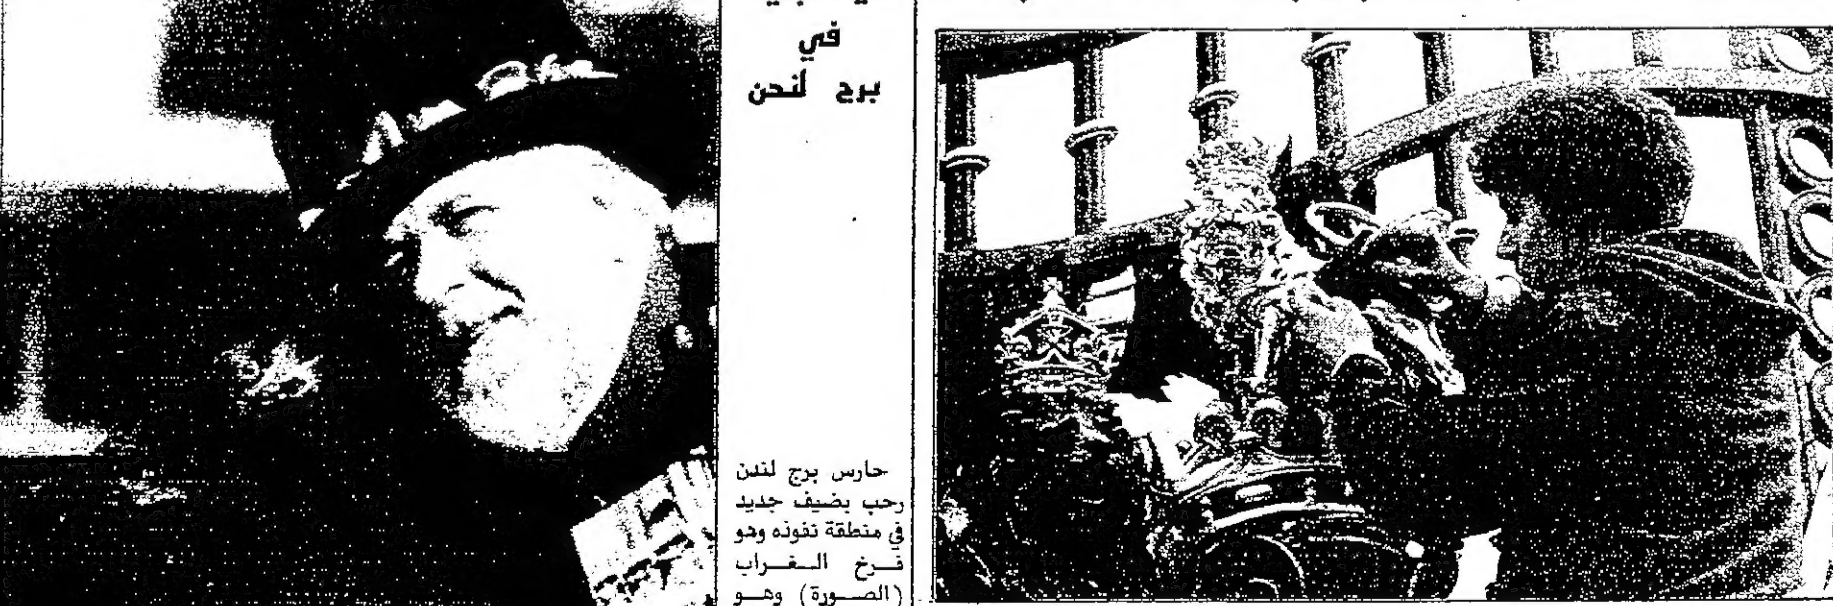 في
برج لندن
حارس برج لندن
رحب بضيف جديد
في منطقة نفوذه وهو
فرخ الغراب
(الصورة) وهو